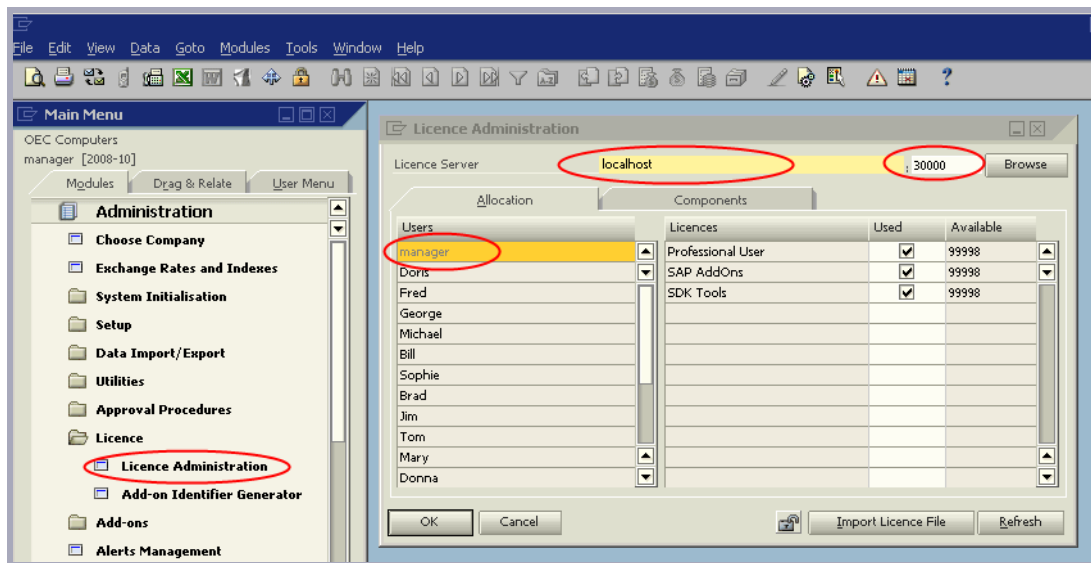 File Edit View Data Goto Modules Tools Window Help
Main Menu
OEC Computers
manager [2008-10]
Modules Drag & Relate User Menu
Administration
Choose Company
Exchange Rates and Indexes
System Initialisation
Setup
Data Import/Export
Utilities
Approval Procedures
Licence
Licence Administration
Add-on Identifier Generator
Add-ons
Alerts Management
Licence Administration
Licence Server localhost : 30000 Browse
Allocation Components
Users Licences Used Available
manager Professional User 99998
Doris SAP AddOns 99998
Fred SDK Tools 99998
George
Michael
Bill
Sophie
Brad
Jim
Tom
Mary
Donna
OK Cancel Import Licence File Refresh